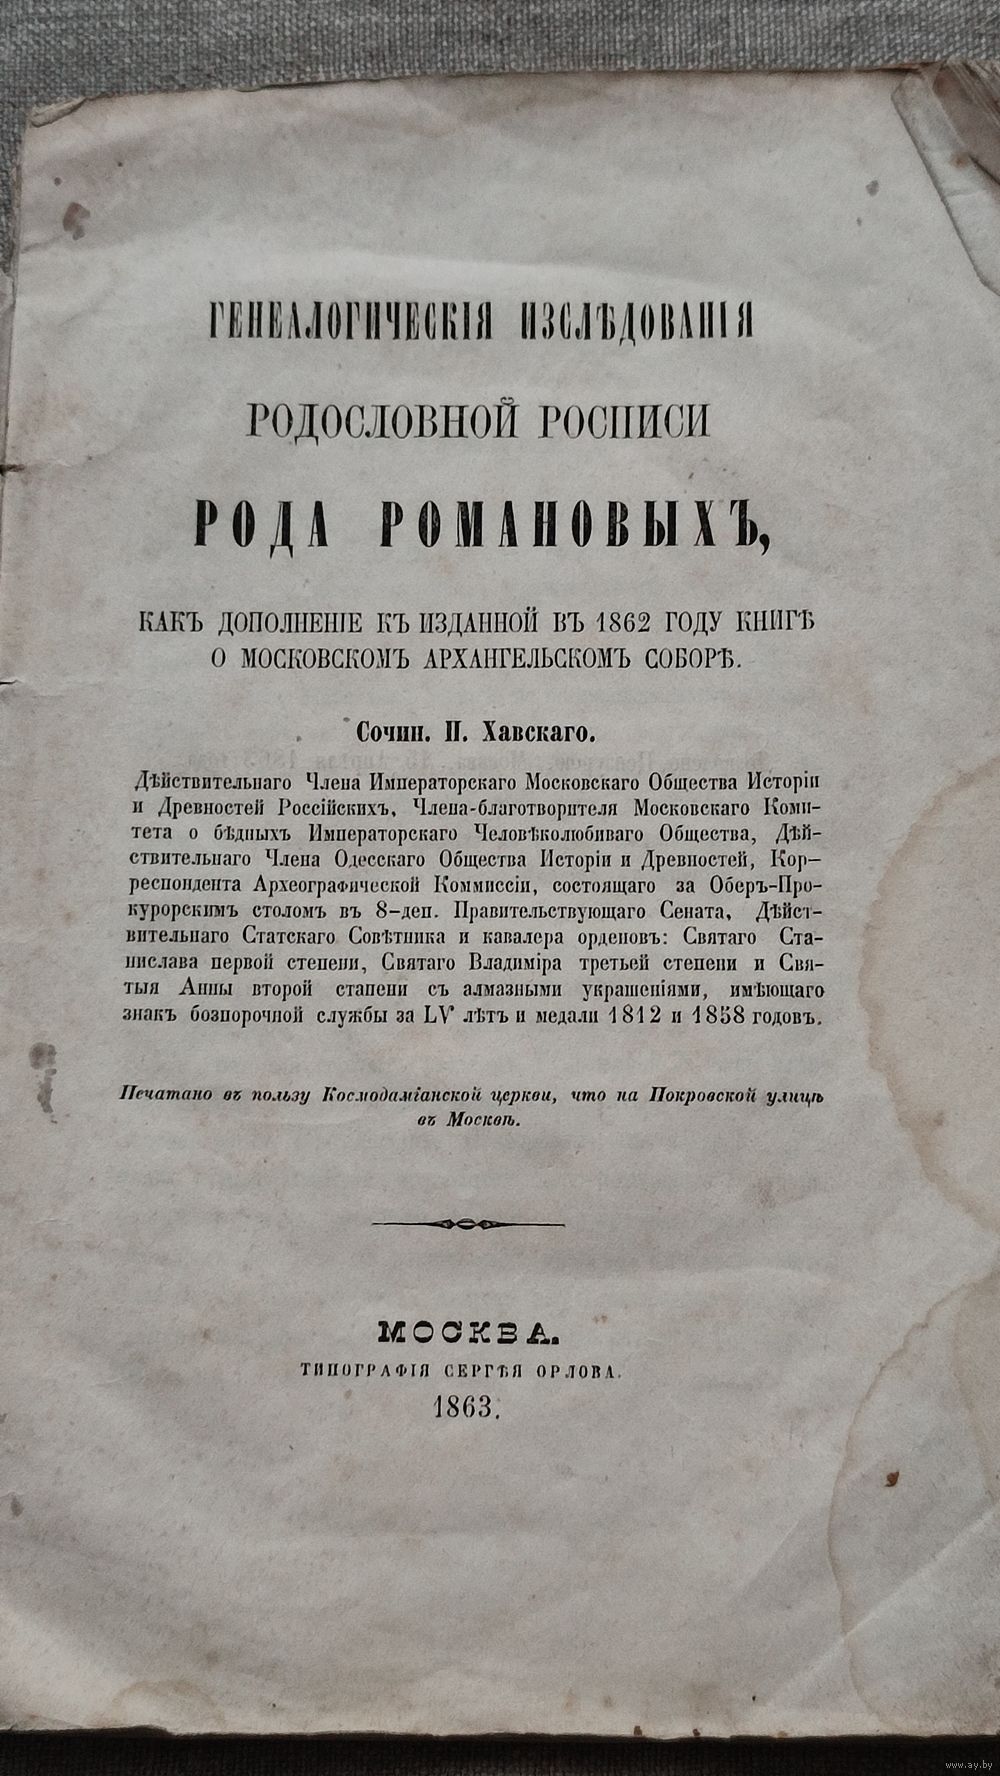 ГЕНЕАЛОГИЧЕСКІЯ ИЗСЛѢДОВАНІЯ
РОДОСЛОВНОЙ РОСПИСИ
РОДА РОМАНОВЫХЪ,
КАКЪ ДОПОЛНЕНІЕ КЪ ИЗДАННОЙ ВЪ 1862 ГОДУ КНИГѢ
О МОСКОВСКОМЪ АРХАНГЕЛЬСКОМЪ СОБОРѢ.
Сочин. П. Хавскаго.
Дѣйствительнаго Члена Императорскаго Московскаго Общества Исторіи
и Древностей Россійскихъ, Члена-благотворителя Московскаго Коми-
тета о бѣдныхъ Императорскаго Человѣколюбиваго Общества, Дѣй-
ствительнаго Члена Одесскаго Общества Исторіи и Древностей, Кор-
респондента Археографической Коммиссіи, состоящаго за Оберъ-Про-
курорскимъ столомъ въ 8-деп. Правительствующаго Сената, Дѣйст-
вительнаго Статскаго Совѣтника и кавалера орденовъ: Святаго Ста-
нислава первой степени, Святаго Владиміра третьей степени и Свя-
тыя Анны второй стапени съ алмазными украшеніями, имѣющаго
знакъ безпорочной службы за LV лѣтъ и медали 1812 и 1858 годовъ.
Печатано въ пользу Космодаміанской церкви, что на Покровской улицѣ
въ Москвѣ.
МОСКВА.
ТИПОГРАФІЯ СЕРГѢЯ ОРЛОВА.
1863.
www.ay.by